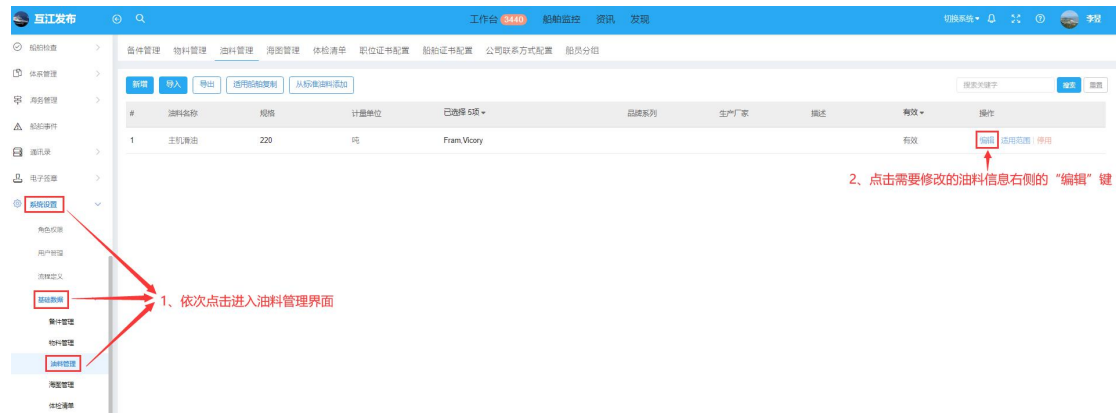 互江发布
工作台 3440 船舶监控 资讯 发现
切换系统
李昱
船舶检查
体系管理
海务管理
船舶事件
通讯录
电子签章
系统设置
角色权限
用户管理
流程定义
基础数据
备件管理
物料管理
油料管理
海图管理
体检清单
备件管理 物料管理 油料管理 海图管理 体检清单 职位证书配置 船舶证书配置 公司联系方式配置 船员分组
新增 导入 导出 适用船舶复制 从标准油料添加
搜索关键字 搜索 重置
# 油料名称 规格 计量单位 已选择 5项 品牌系列 生产厂家 描述 有效 操作
1 主机滑油 220 吨 Fram,Vicory 有效 编辑 | 适用范围 | 停用
2、点击需要修改的油料信息右侧的“编辑”键
1、依次点击进入油料管理界面